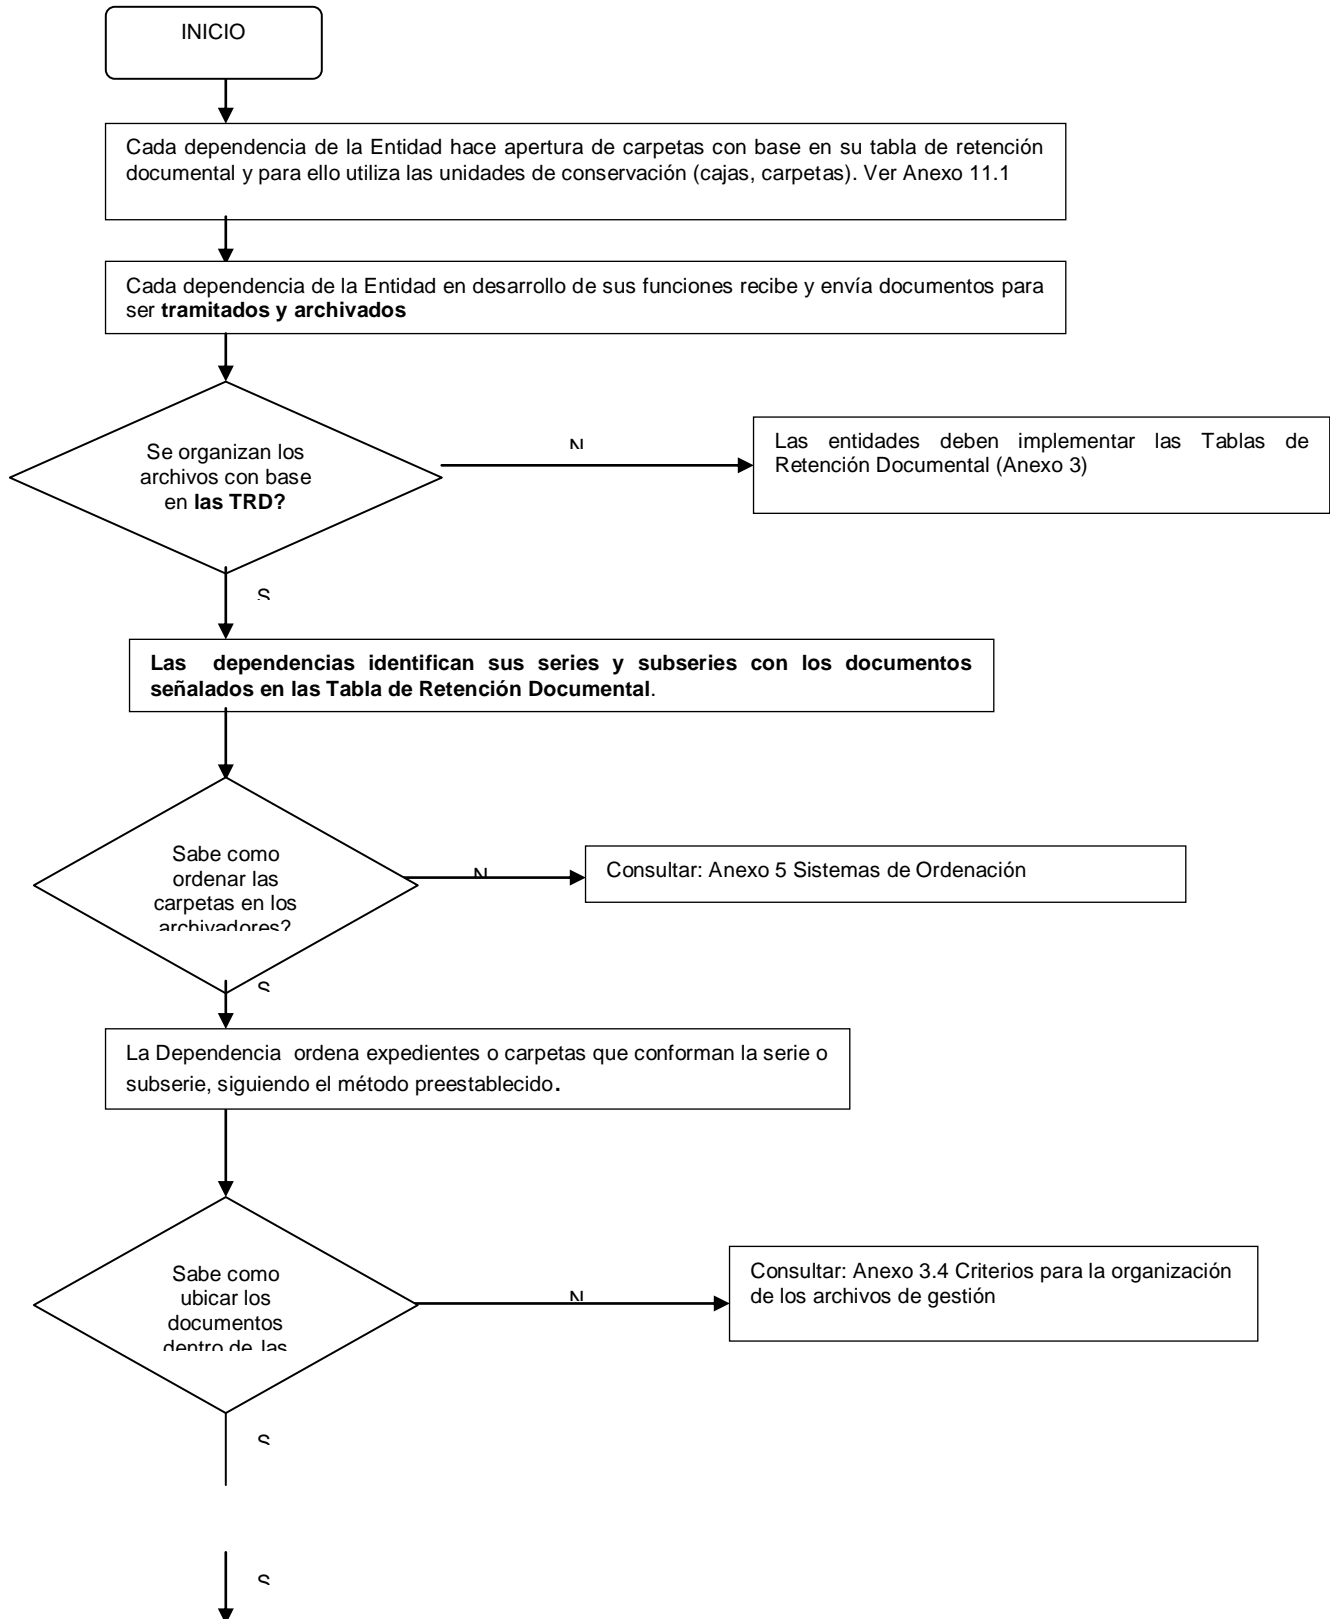 INICIO
Cada dependencia de la Entidad hace apertura de carpetas con base en su tabla de retención
documental y para ello utiliza las unidades de conservación (cajas, carpetas). Ver Anexo 11.1
Cada dependencia de la Entidad en desarrollo de sus funciones recibe y envía documentos para
ser tramitados y archivados
Se organizan los
archivos con base
en las TRD?
N
Las entidades deben implementar las Tablas de
Retención Documental (Anexo 3)
S
Las dependencias identifican sus series y subseries con los documentos
señalados en las Tabla de Retención Documental.
Sabe como
ordenar las
carpetas en los
archivadores?
N
Consultar: Anexo 5 Sistemas de Ordenación
S
La Dependencia ordena expedientes o carpetas que conforman la serie o
subserie, siguiendo el método preestablecido.
Sabe como
ubicar los
documentos
dentro de las
N
Consultar: Anexo 3.4 Criterios para la organización
de los archivos de gestión
S
S